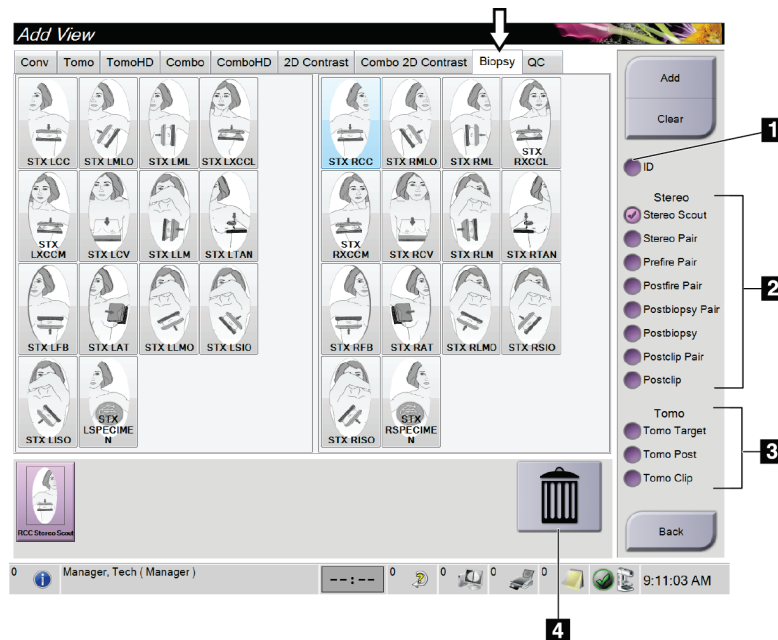 Add View
Conv Tomo TomoHD Combo ComboHD 2D Contrast Combo 2D Contrast Biopsy QC
STX LCC STX LMLO STX LML STX LXCCL
STX RCC STX RMLO STX RML STX RXCCL
STX LXCCM STX LCV STX LLM STX LTAN
STX RXCCM STX RCV STX RLM STX RTAN
STX LFB STX LAT STX LLMO STX LSIO
STX RFB STX RAT STX RLMO STX RSIO
STX LISO STX LSPECIMEN
STX RISO STX RSPECIMEN
Add
Clear
1
ID
Stereo
Stereo Scout
Stereo Pair
Prefire Pair
Postfire Pair
2
Postbiopsy Pair
Postbiopsy
Postclip Pair
Postclip
Tomo
Tomo Target
Tomo Post
3
Tomo Clip
Back
RCC Stereo Scout
0 Manager, Tech ( Manager ) --:-- 0 0 0 0 9:11:03 AM
4